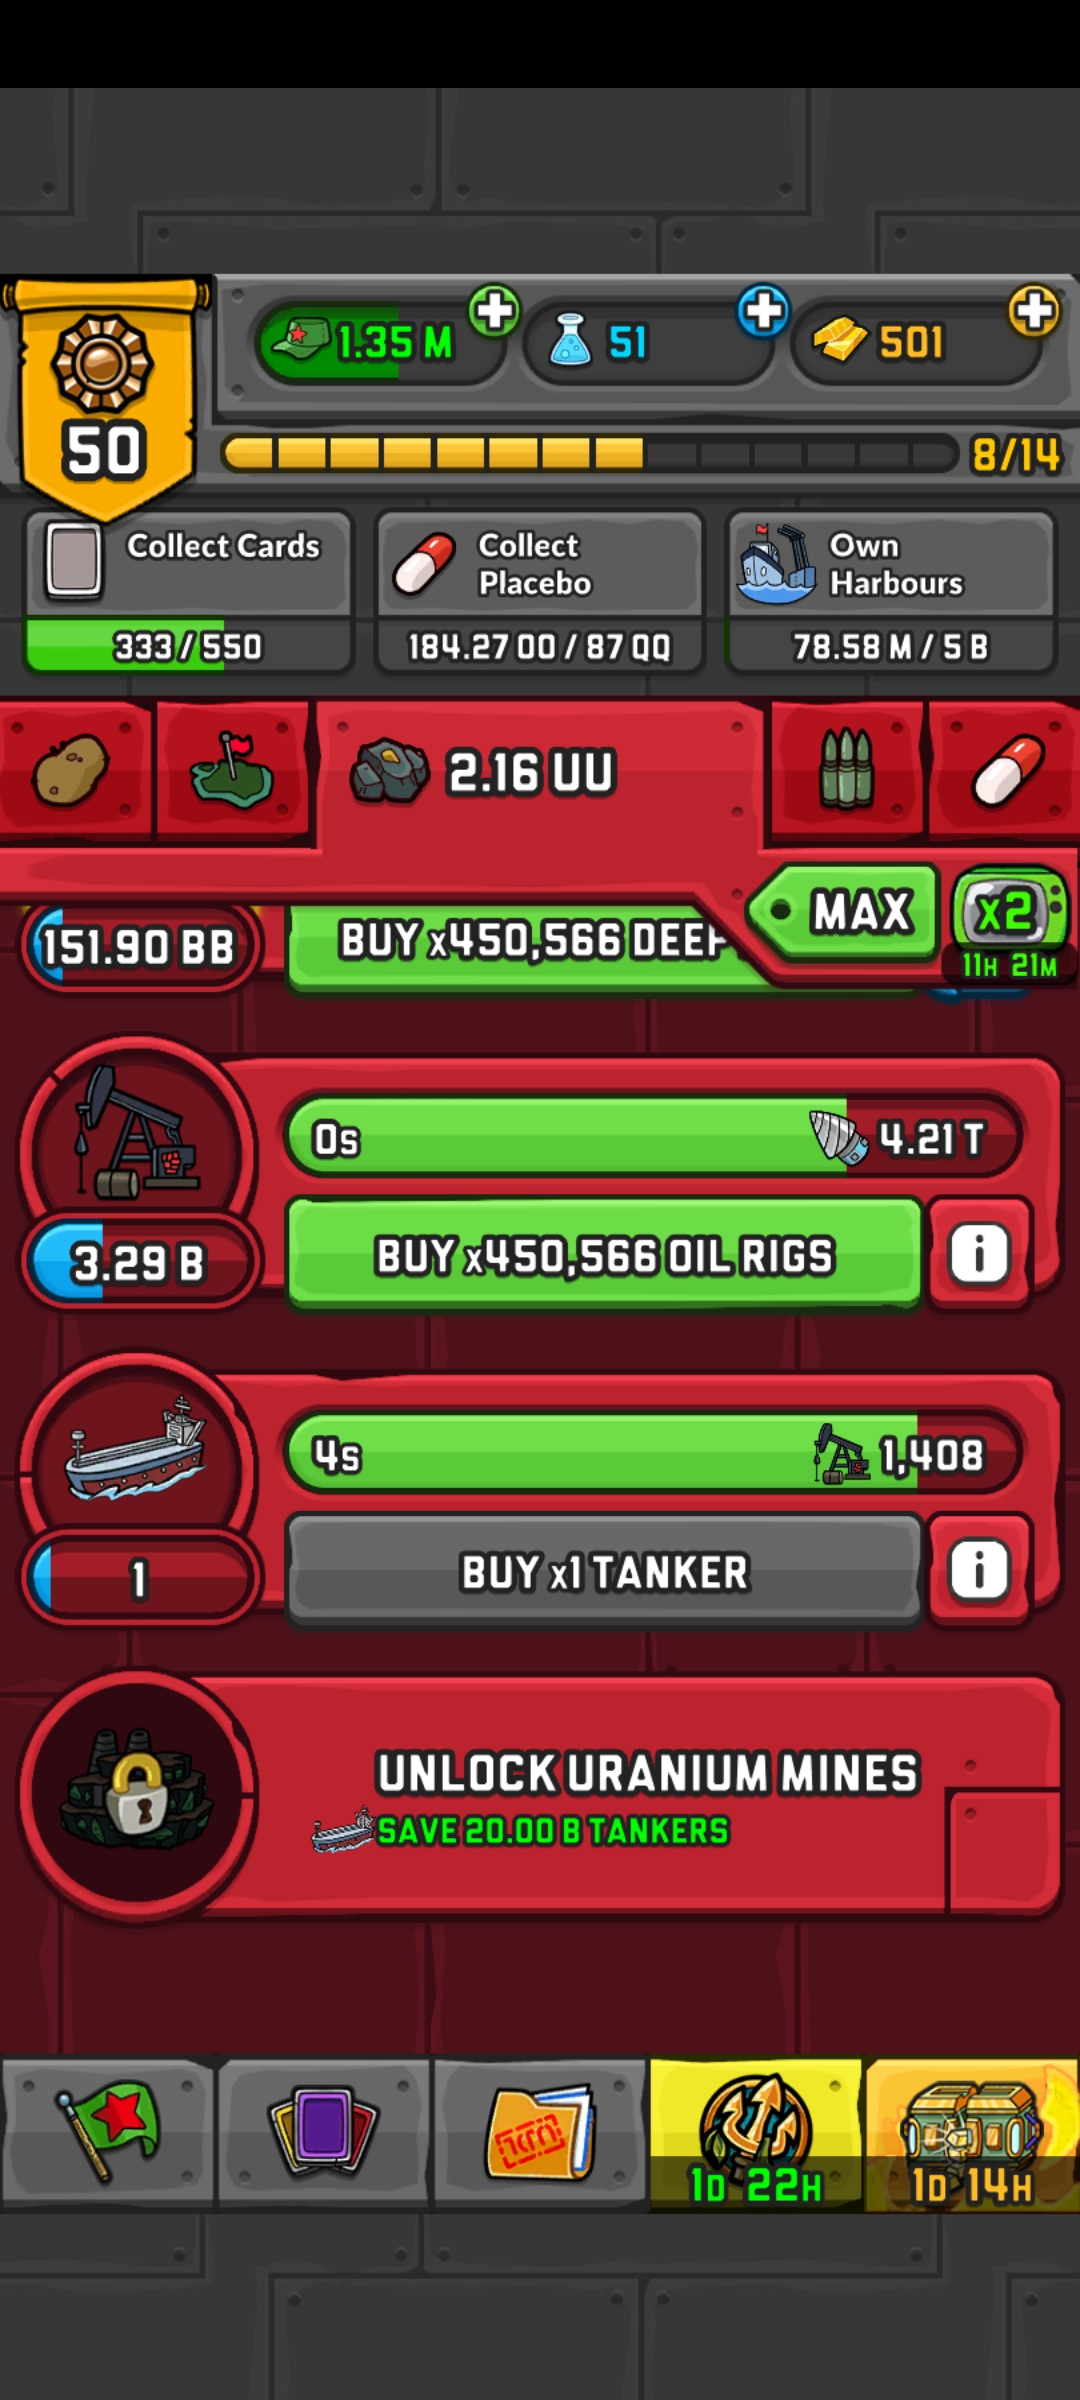 1.35 M
51
501
50
8/14
Collect Cards
333 / 550
Collect
Placebo
184.27 OO / 87 QQ
Own
Harbours
78.58 M / 5 B
2.16 UU
MAX
x2
11H 21M
151.90 BB
BUY x450,566 DEEP
0s
4.21 T
3.29 B
BUY x450,566 OIL RIGS
i
4s
1,408
1
BUY x1 TANKER
i
UNLOCK URANIUM MINES
SAVE 20.00 B TANKERS
1D 22H
1D 14H